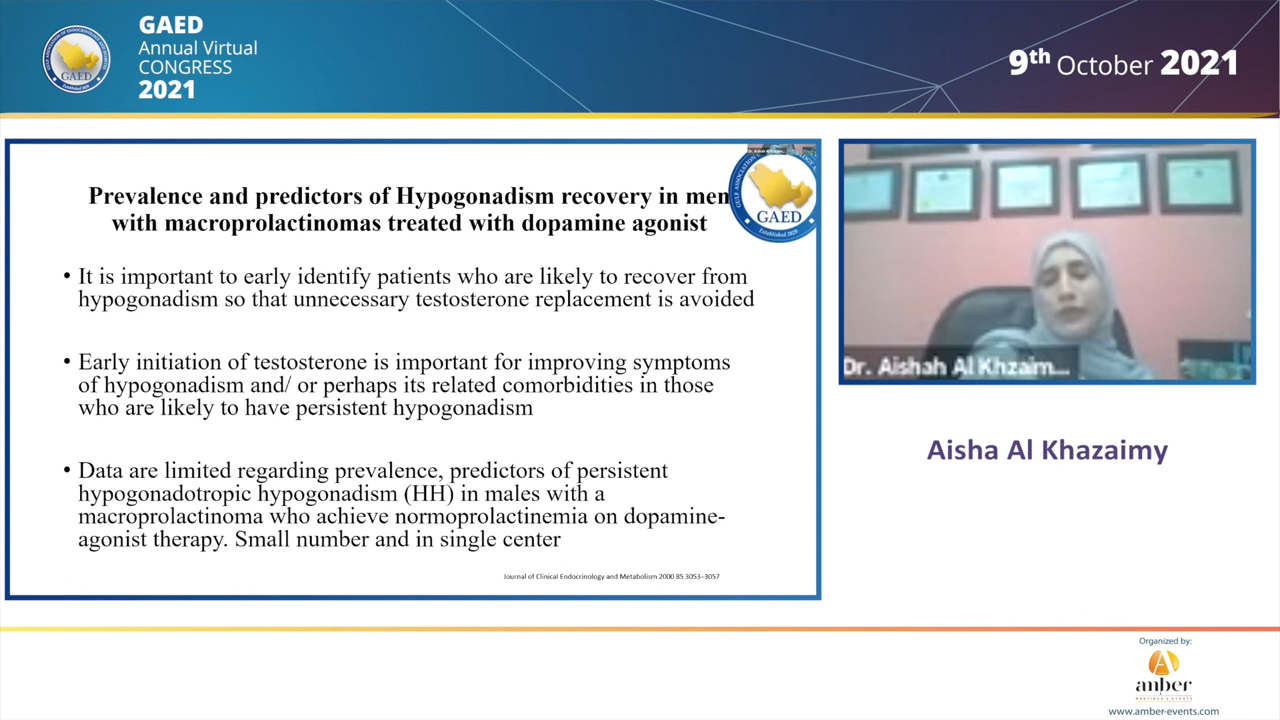 GAED
Annual Virtual
CONGRESS
2021
GAED
9th October 2021
Prevalence and predictors of Hypogonadism recovery in men
with macroprolactinomas treated with dopamine agonist
GAED
Established 2020
• It is important to early identify patients who are likely to recover from
hypogonadism so that unnecessary testosterone replacement is avoided
• Early initiation of testosterone is important for improving symptoms
of hypogonadism and/ or perhaps its related comorbidities in those
who are likely to have persistent hypogonadism
• Data are limited regarding prevalence, predictors of persistent
hypogonadotropic hypogonadism (HH) in males with a
macroprolactinoma who achieve normoprolactinemia on dopamine-
agonist therapy. Small number and in single center
Journal of Clinical Endocrinology and Metabolism 2000 85 3053–3057
Dr. Aishah Al Khzaim...
Aisha Al Khazaimy
Organized by:
anber
MEETINGS & EVENTS
www.amber-events.com